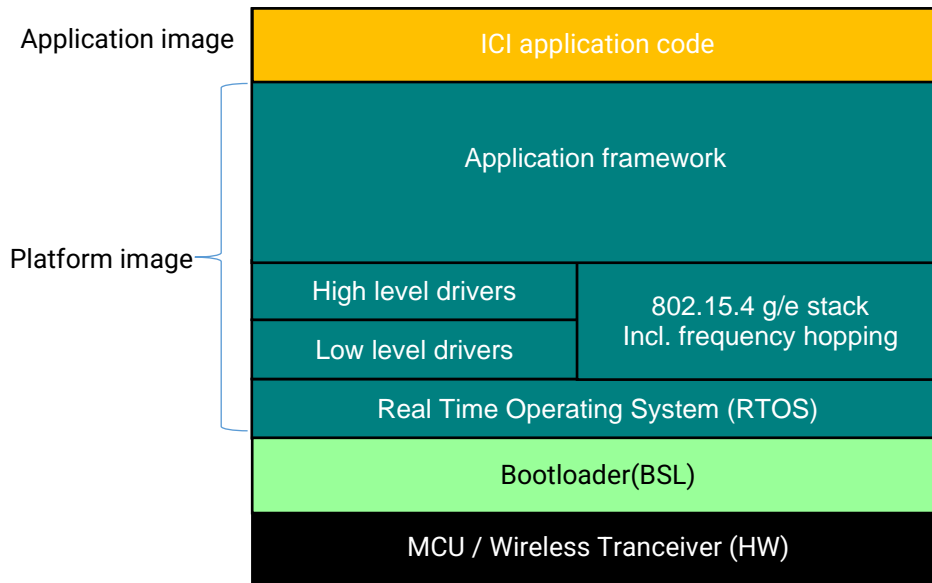 Application image
ICI application code
Application framework
Platform image
High level drivers
Low level drivers
802.15.4 g/e stack
Incl. frequency hopping
Real Time Operating System (RTOS)
Bootloader(BSL)
MCU / Wireless Tranceiver (HW)